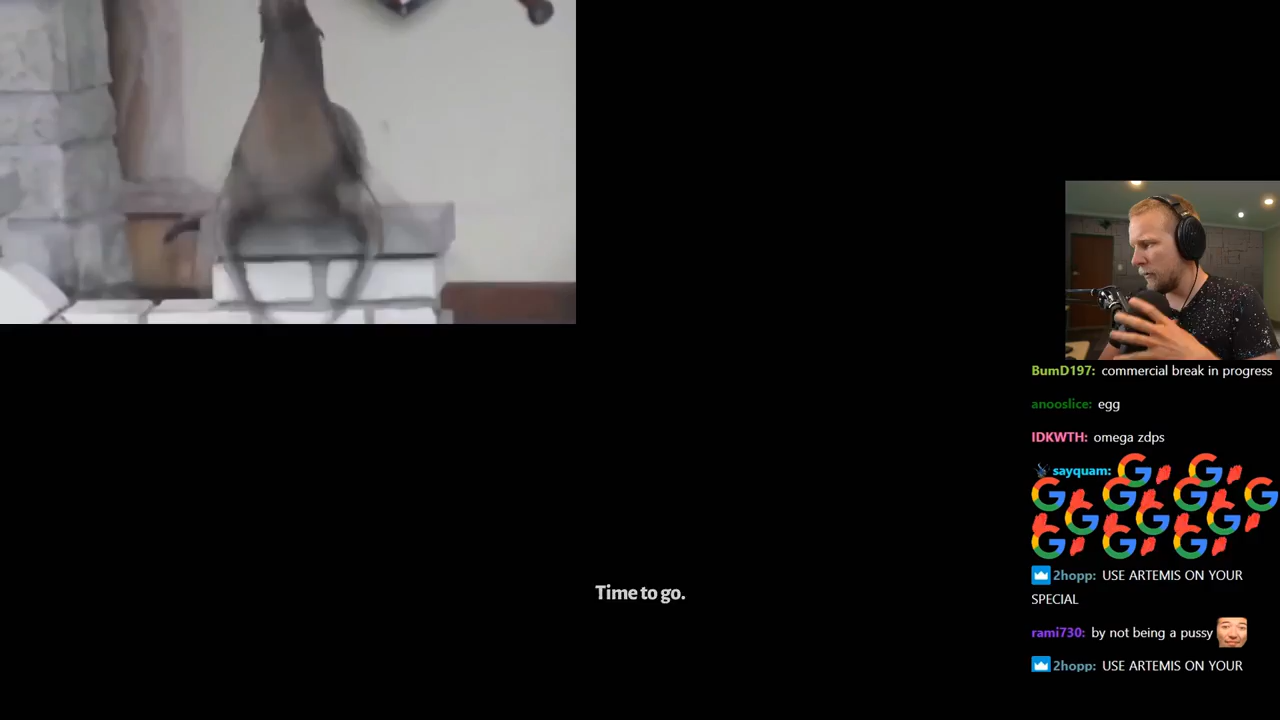 BumD197: commercial break in progress
anooslice: egg
IDKWTH: omega zdps
sayquam:
2hopp: USE ARTEMIS ON YOUR
SPECIAL
Time to go.
rami730: by not being a pussy
2hopp: USE ARTEMIS ON YOUR